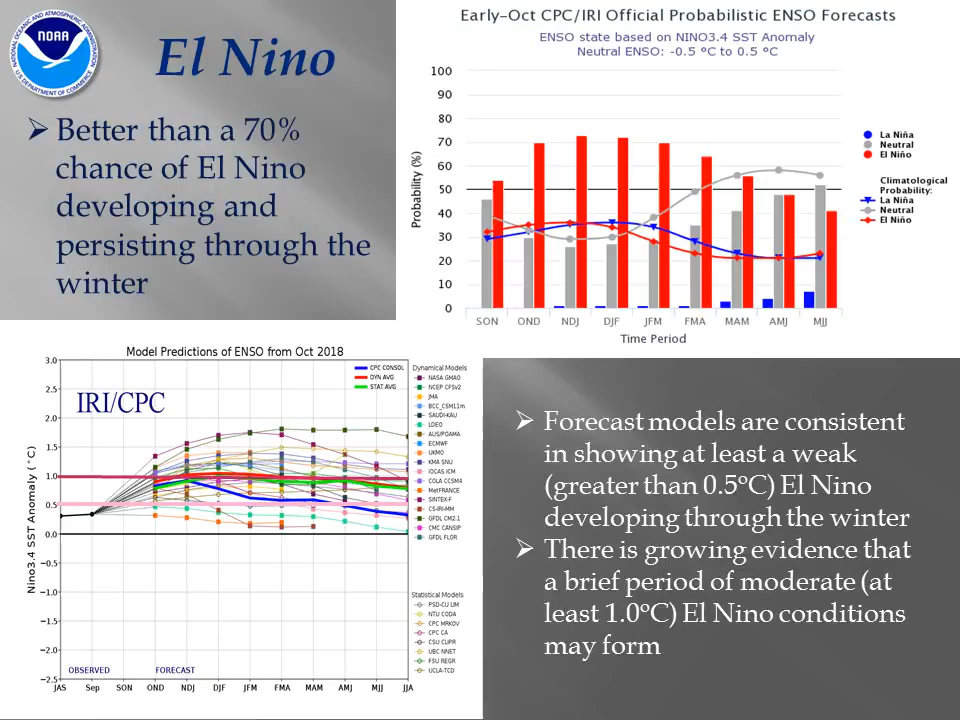 NATIONAL OCEANIC AND ATMOSPHERIC ADMINISTRATION
NOAA
U.S. DEPARTMENT OF COMMERCE
El Nino
Better than a 70%
chance of El Nino
developing and
persisting through the
winter
Early-Oct CPC/IRI Official Probabilistic ENSO Forecasts
ENSO state based on NINO3.4 SST Anomaly
Neutral ENSO: -0.5 ºC to 0.5 ºC
Probability (%)
100
90
80
70
60
50
40
30
20
10
0
SON OND NDJ DJF JFM FMA MAM AMJ MJJ
Time Period
La Niña
Neutral
El Niño
Climatological
Probability:
La Niña
Neutral
El Niño
Model Predictions of ENSO from Oct 2018
IRI/CPC
Nino3.4 SST Anomaly (°C)
3.0
2.5
2.0
1.5
1.0
0.5
0.0
−0.5
−1.0
−1.5
−2.0
−2.5
OBSERVED FORECAST
JAS Sep SON OND NDJ DJF JFM FMA MAM AMJ MJJ JJA
CPC CONSOL
DYN AVG
STAT AVG
Dynamical Models
NASA GMAO
NCEP CFSv2
JMA
BCC_CSM11m
SAUDI-KAU
LDEO
AUS/POAMA
ECMWF
UKMO
KMA SNU
IOCAS ICM
COLA CCSM4
MetFRANCE
SINTEX-F
CS-IRI-MM
GFDL CM2.1
CMC CANSIP
GFDL FLOR
Statistical Models
PSD-CU LIM
NTU CODA
CPC MRKOV
CPC CA
CSU CLIPR
UBC NNET
FSU REGR
UCLA-TCD
Forecast models are consistent
in showing at least a weak
(greater than 0.5ºC) El Nino
developing through the winter
There is growing evidence that
a brief period of moderate (at
least 1.0ºC) El Nino conditions
may form